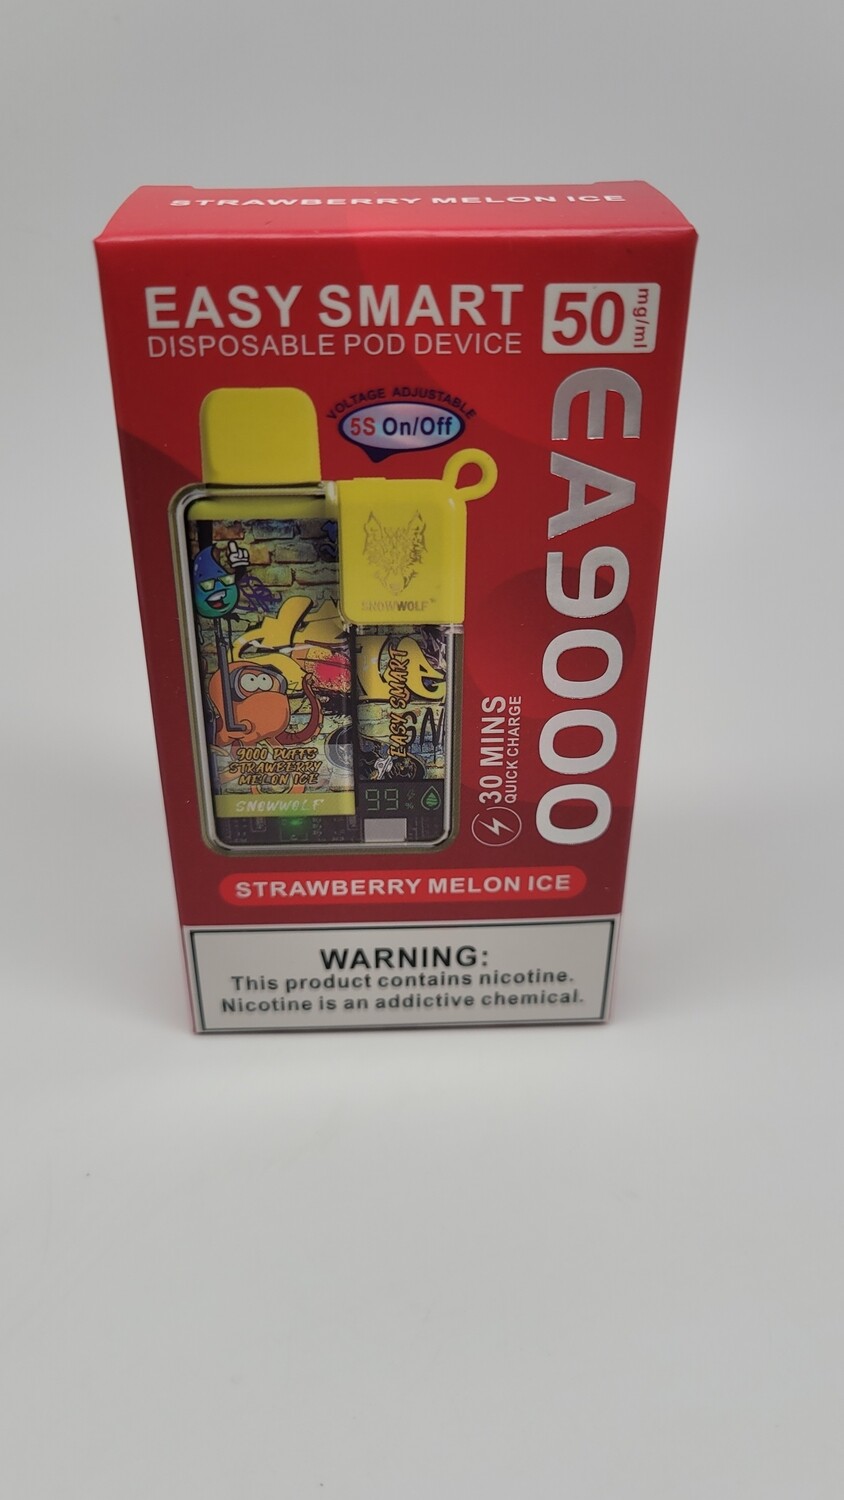 STRAWBERRY MELON ICE
EASY SMART
DISPOSABLE POD DEVICE
50 mg/ml
VOLTAGE ADJUSTABLE
5S On/Off
EA9000
SNOWWOLF
EASY SMART
9000 PUFFS
STRAWBERRY
MELON ICE
SNOWWOLF
99
30 MINS
QUICK CHARGE
STRAWBERRY MELON ICE
WARNING:
This product contains nicotine.
Nicotine is an addictive chemical.